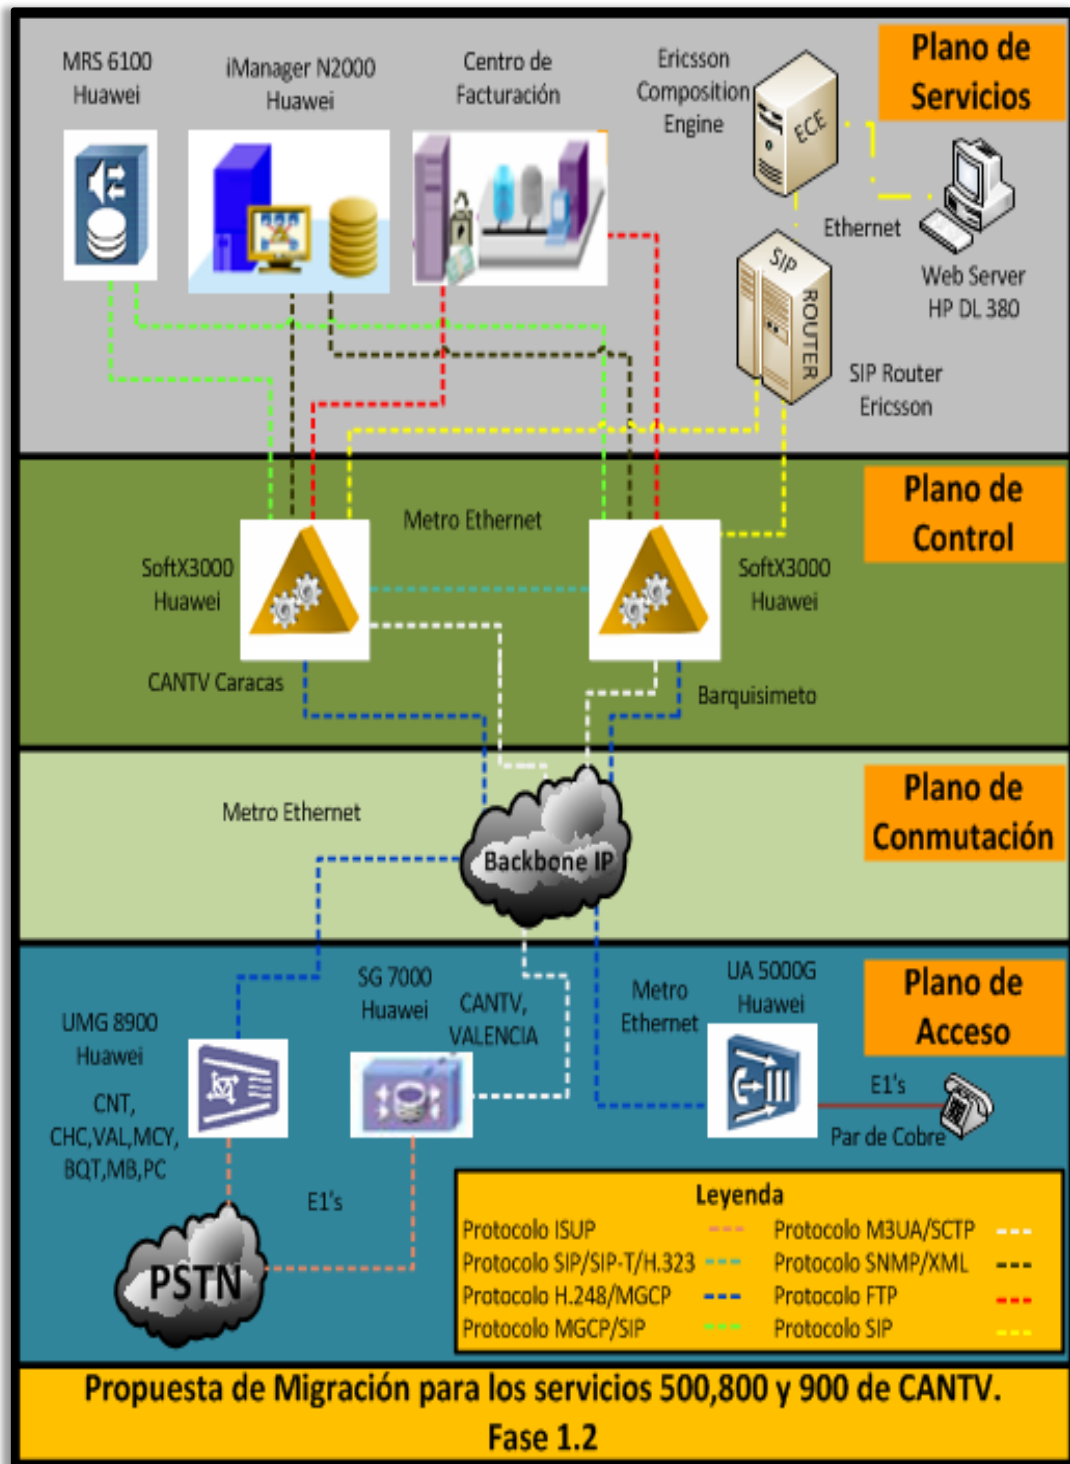 MRS 6100
Huawei
iManager N2000
Huawei
Centro de
Facturación
Ericsson
Composition
Engine
ECE
Plano de
Servicios
Ethernet
Web Server
HP DL 380
SIP
ROUTER
SIP Router
Ericsson
Plano de
Control
Metro Ethernet
SoftX3000
Huawei
SoftX3000
Huawei
CANTV Caracas
Barquisimeto
Plano de
Conmutación
Metro Ethernet
Backbone IP
Plano de
Acceso
UMG 8900
Huawei
CNT,
CHC,VAL,MCY,
BQT,MB,PC
SG 7000
Huawei
CANTV,
VALENCIA
Metro
Ethernet
UA 5000G
Huawei
E1's
Par de Cobre
E1's
PSTN
Leyenda
Protocolo ISUP
Protocolo M3UA/SCTP
Protocolo SIP/SIP-T/H.323
Protocolo SNMP/XML
Protocolo H.248/MGCP
Protocolo FTP
Protocolo MGCP/SIP
Protocolo SIP
Propuesta de Migración para los servicios 500,800 y 900 de CANTV.
Fase 1.2